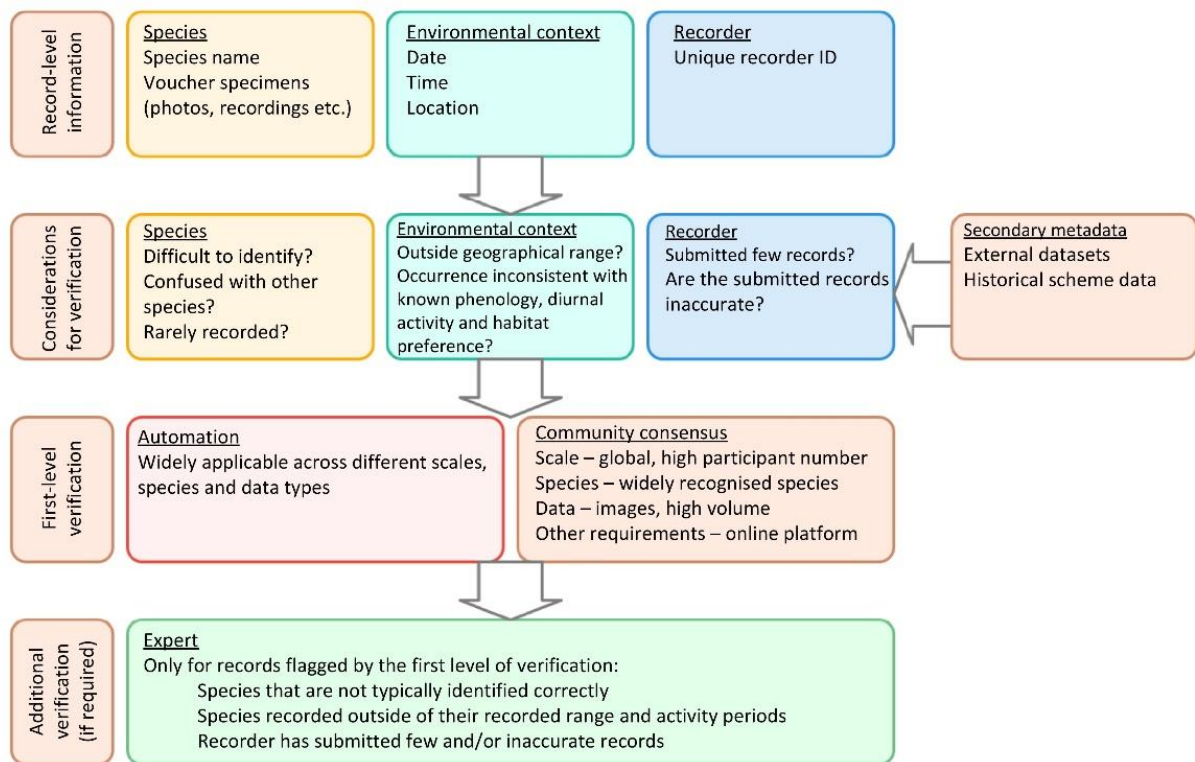 Record-level
information
Species
Species name
Voucher specimens
(photos, recordings etc.)
Environmental context
Date
Time
Location
Recorder
Unique recorder ID
Considerations
for verification
Species
Difficult to identify?
Confused with other
species?
Rarely recorded?
Environmental context
Outside geographical range?
Occurrence inconsistent with
known phenology, diurnal
activity and habitat
preference?
Recorder
Submitted few records?
Are the submitted records
inaccurate?
Secondary metadata
External datasets
Historical scheme data
First-level
verification
Automation
Widely applicable across different scales,
species and data types
Community consensus
Scale – global, high participant number
Species – widely recognised species
Data – images, high volume
Other requirements – online platform
Additional
verification
(if required)
Expert
Only for records flagged by the first level of verification:
Species that are not typically identified correctly
Species recorded outside of their recorded range and activity periods
Recorder has submitted few and/or inaccurate records